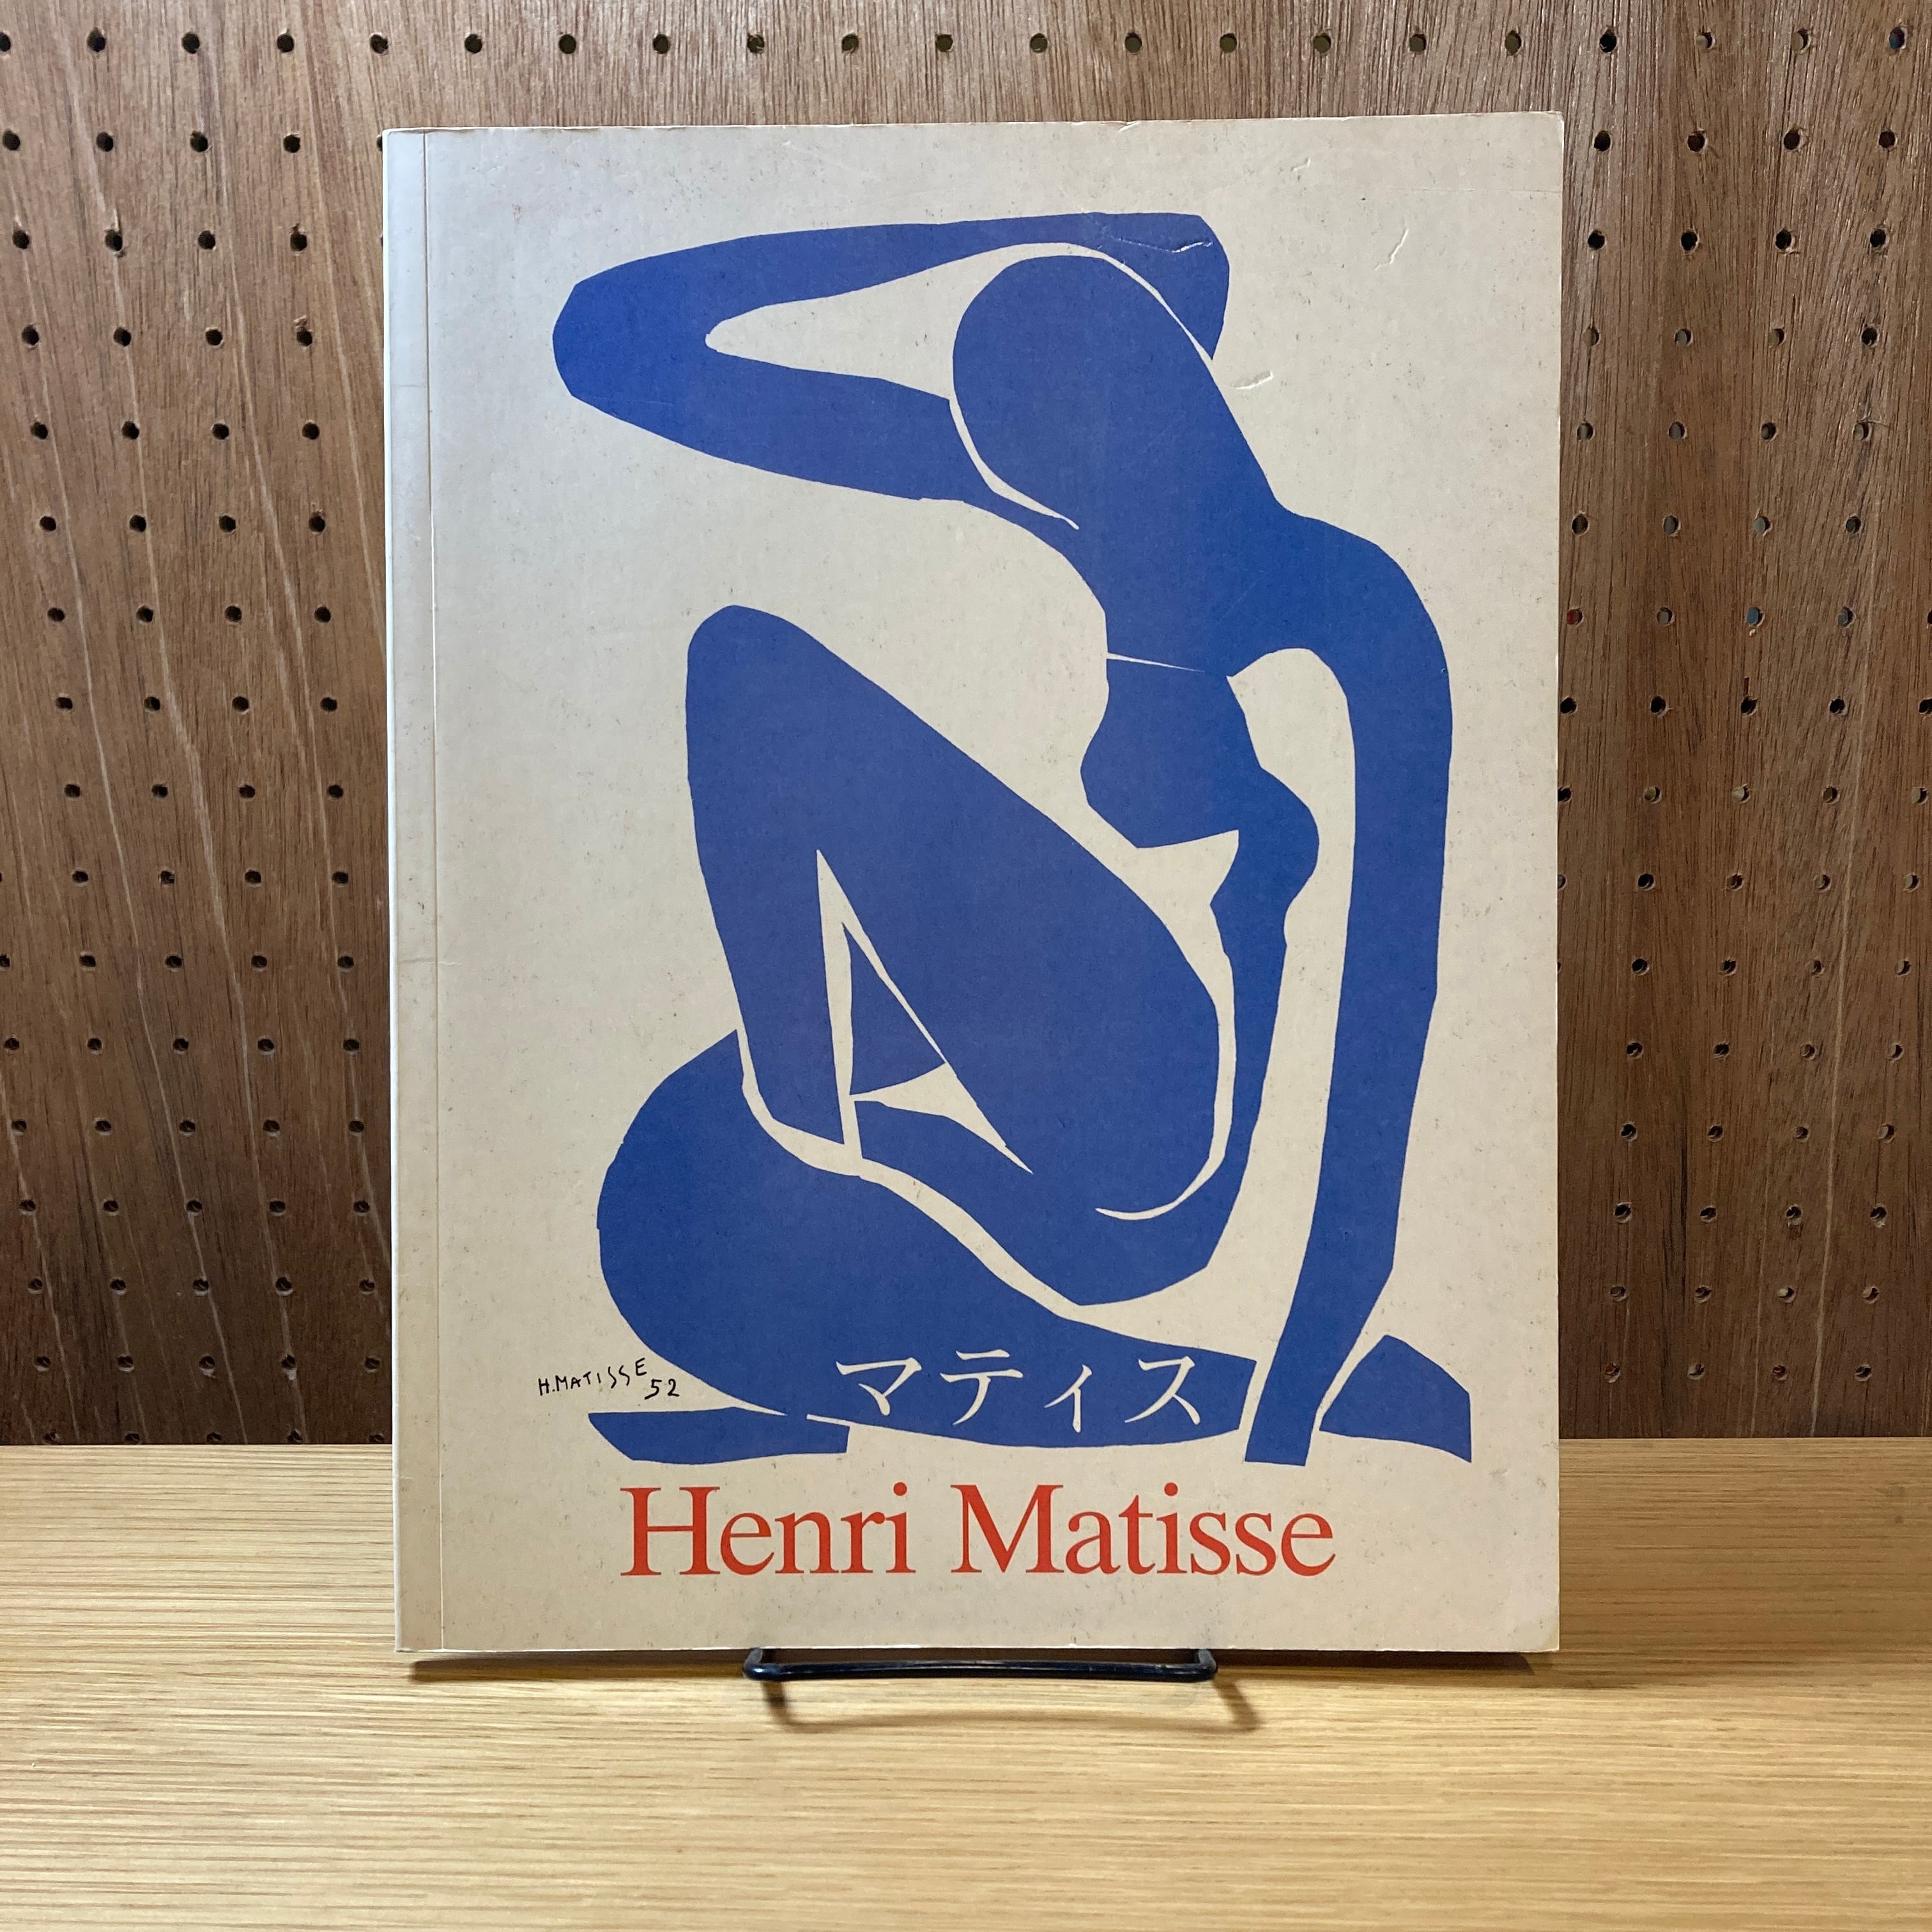 H.MATISSE
52
マティス
Henri Matisse